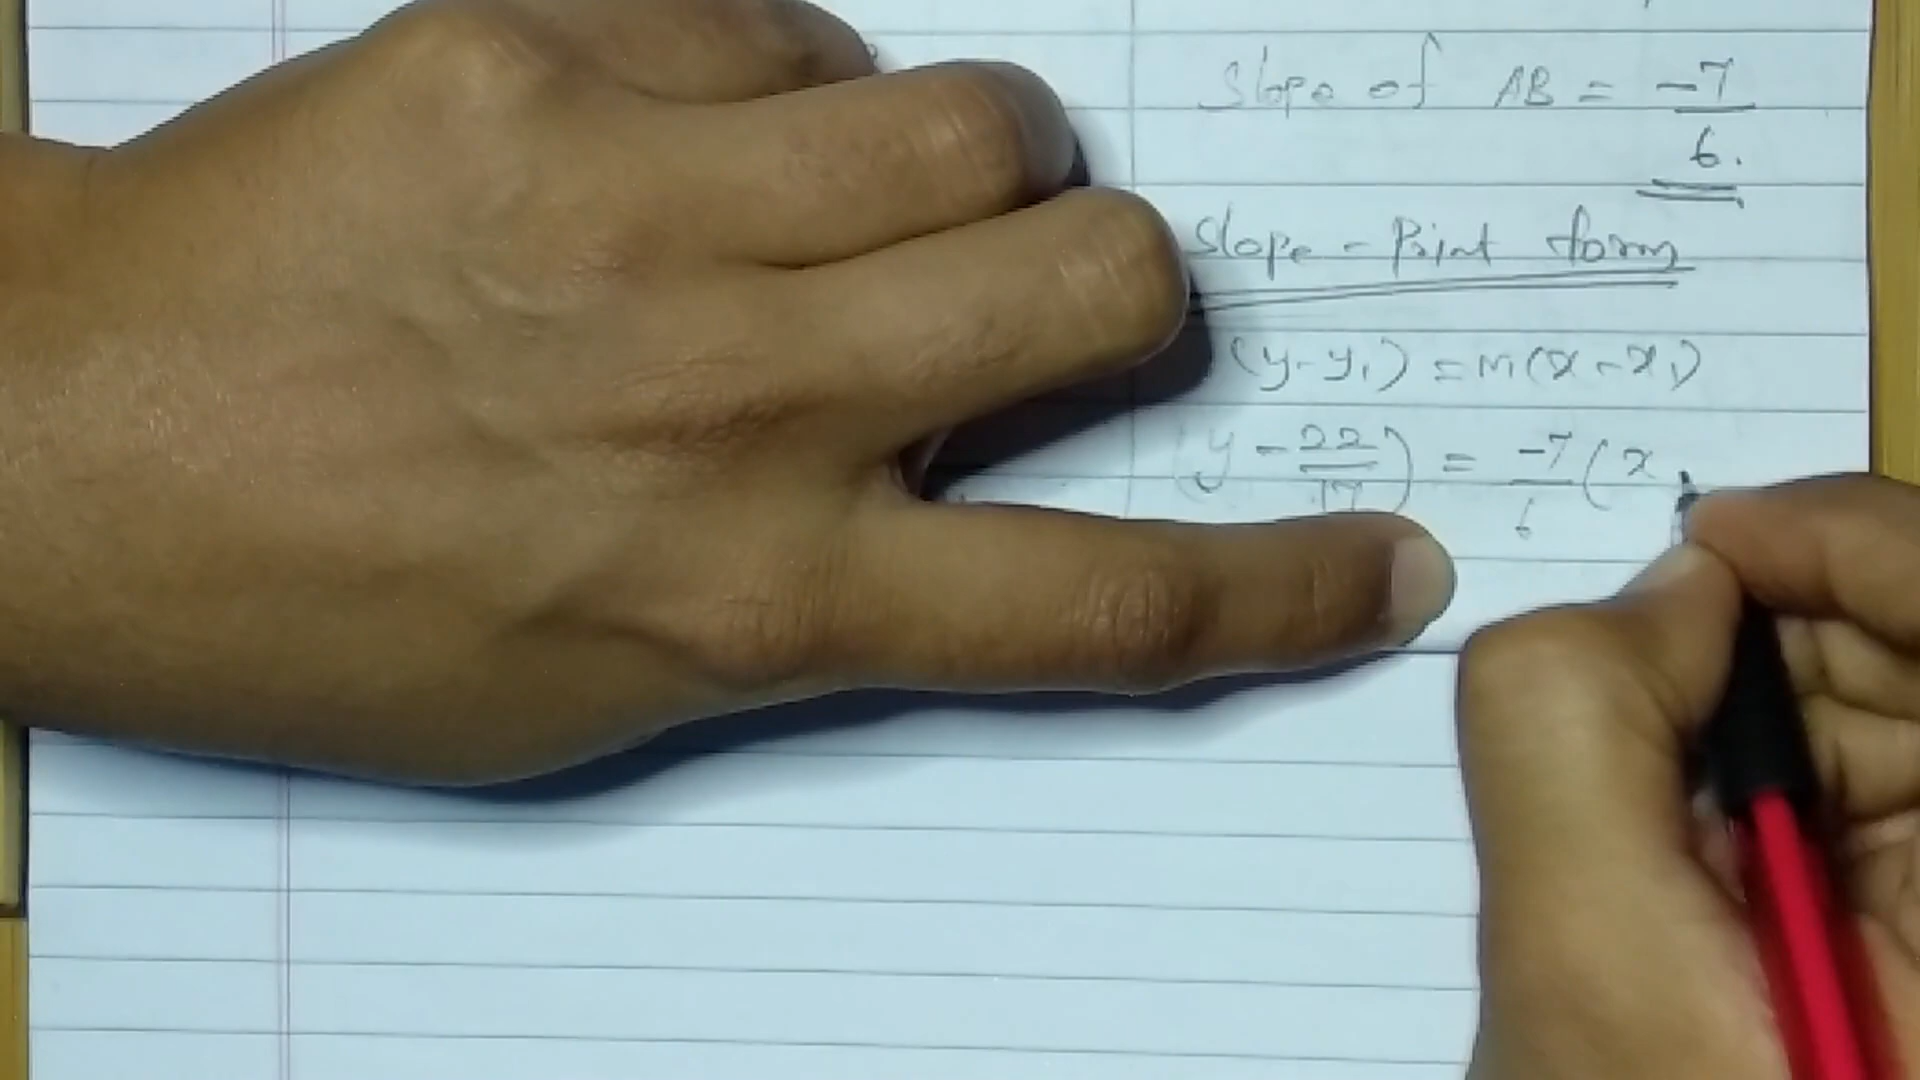 Slope of AB = -7/6.
Slope - Point form
(y - y₁) = m(x - x₁)
(y - 22/17) = -7/6 (x